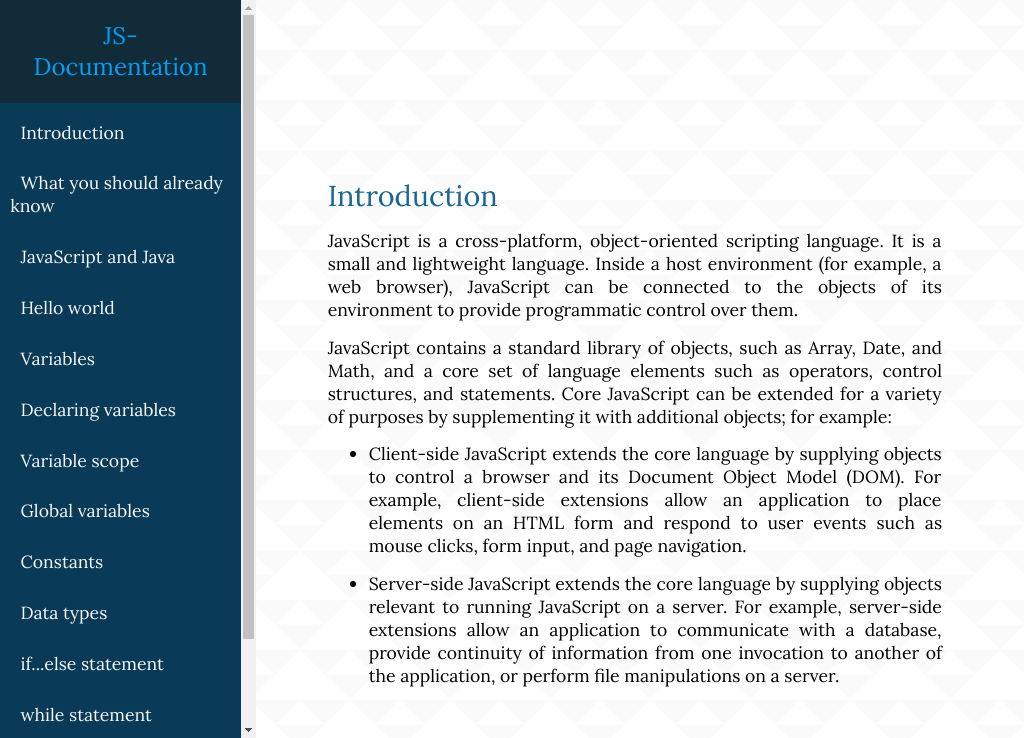 JS-
Documentation
Introduction
What you should already
know
JavaScript and Java
Hello world
Variables
Declaring variables
Variable scope
Global variables
Constants
Data types
if...else statement
while statement
Introduction
JavaScript is a cross-platform, object-oriented scripting language. It is a
small and lightweight language. Inside a host environment (for example, a
web browser), JavaScript can be connected to the objects of its
environment to provide programmatic control over them.
JavaScript contains a standard library of objects, such as Array, Date, and
Math, and a core set of language elements such as operators, control
structures, and statements. Core JavaScript can be extended for a variety
of purposes by supplementing it with additional objects; for example:
• Client-side JavaScript extends the core language by supplying objects
to control a browser and its Document Object Model (DOM). For
example, client-side extensions allow an application to place
elements on an HTML form and respond to user events such as
mouse clicks, form input, and page navigation.
• Server-side JavaScript extends the core language by supplying objects
relevant to running JavaScript on a server. For example, server-side
extensions allow an application to communicate with a database,
provide continuity of information from one invocation to another of
the application, or perform file manipulations on a server.